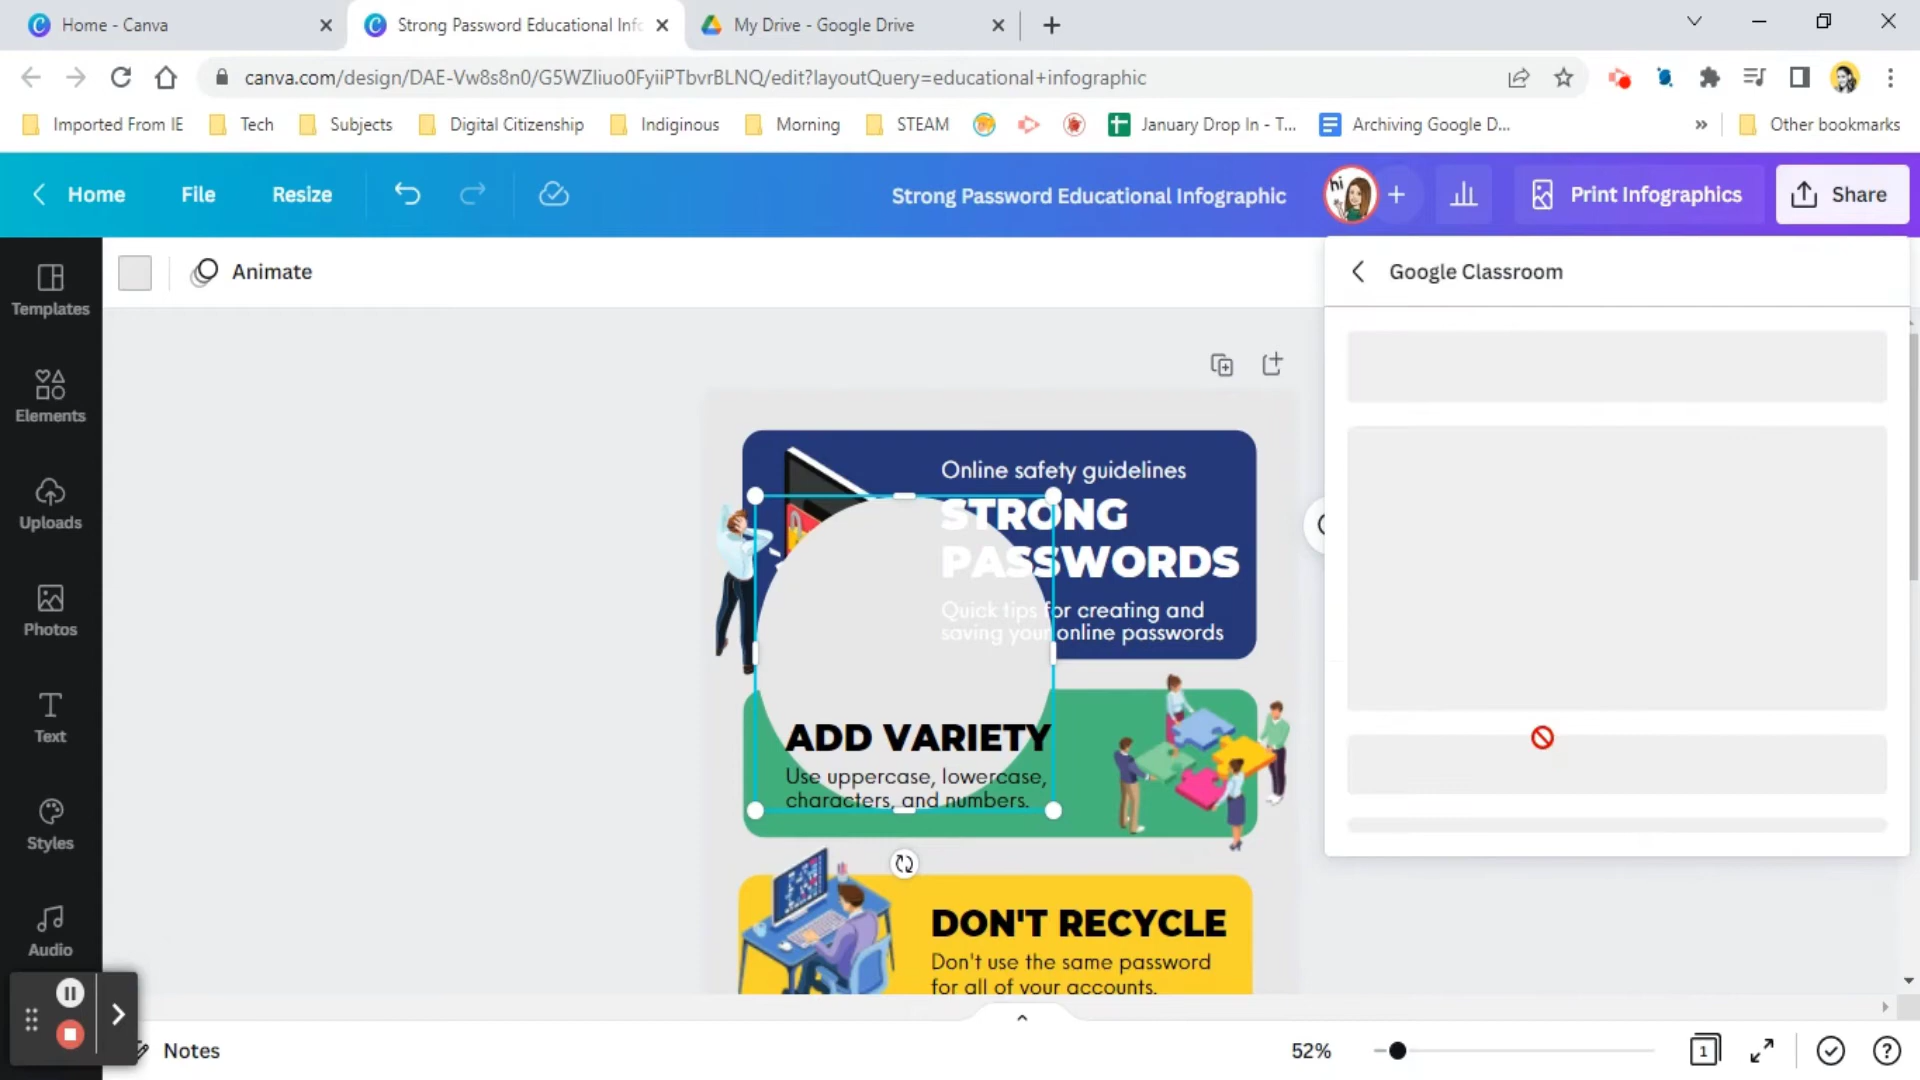 Home - Canva
Strong Password Educational Info
My Drive - Google Drive
canva.com/design/DAE-Vw8s8n0/G5WZliuo0FyiiPTbvrBLNQ/edit?layoutQuery=educational+infographic
Imported From IE
Tech
Subjects
Digital Citizenship
Indiginous
Morning
STEAM
January Drop In - T...
Archiving Google D...
Other bookmarks
Home
File
Resize
Strong Password Educational Infographic
hi
Print Infographics
Share
Animate
Google Classroom
Templates
Elements
Uploads
Photos
Text
Styles
Audio
Online safety guidelines
STRONG
PASSWORDS
Quick tips for creating and
saving your online passwords
ADD VARIETY
Use uppercase, lowercase,
characters, and numbers.
DON'T RECYCLE
Don't use the same password
for all of your accounts.
Notes
52%
1